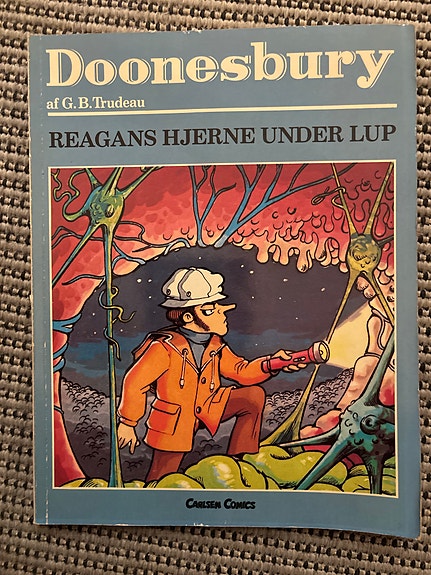 Doonesbury
af G. B. Trudeau
REAGANS HJERNE UNDER LUP
CARLSEN COMICS